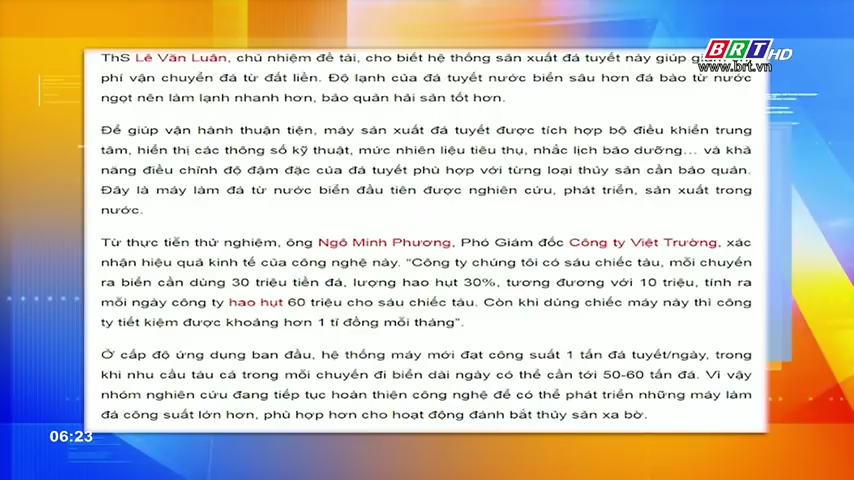 BRT HD
www.brt.vn
ThS Lê Văn Luân, chủ nhiệm đề tài, cho biết hệ thống sản xuất đá tuyết này giúp giảm chi
phí vận chuyển đá từ đất liền. Độ lạnh của đá tuyết nước biển sâu hơn đá bào từ nước
ngọt nên làm lạnh nhanh hơn, bảo quản hải sản tốt hơn.
Để giúp vận hành thuận tiện, máy sản xuất đá tuyết được tích hợp bộ điều khiển trung
tâm, hiển thị các thông số kỹ thuật, mức nhiên liệu tiêu thụ, nhắc lịch bảo dưỡng… và khả
năng điều chỉnh độ đậm đặc của đá tuyết phù hợp với từng loại thủy sản cần bảo quản.
Đây là máy làm đá từ nước biển đầu tiên được nghiên cứu, phát triển, sản xuất trong
nước.
Từ thực tiễn thử nghiệm, ông Ngô Minh Phương, Phó Giám đốc Công ty Việt Trường, xác
nhận hiệu quả kinh tế của công nghệ này. "Công ty chúng tôi có sáu chiếc tàu, mỗi chuyến
ra biển cần dùng 30 triệu tiền đá, lượng hao hụt 30%, tương đương với 10 triệu, tính ra
mỗi ngày công ty hao hụt 60 triệu cho sáu chiếc tàu. Còn khi dùng chiếc máy này thì công
ty tiết kiệm được khoảng hơn 1 tỉ đồng mỗi tháng".
Ở cấp độ ứng dụng ban đầu, hệ thống máy mới đạt công suất 1 tấn đá tuyết/ngày, trong
khi nhu cầu tàu cá trong mỗi chuyến đi biển dài ngày có thể cần tới 50-60 tấn đá. Vì vậy
nhóm nghiên cứu đang tiếp tục hoàn thiện công nghệ để có thể phát triển những máy làm
đá công suất lớn hơn, phù hợp hơn cho hoạt động đánh bắt thủy sản xa bờ.
06:23